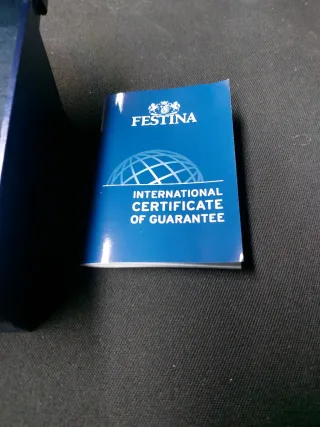 FESTINA
INTERNATIONAL
CERTIFICATE
OF GUARANTEE